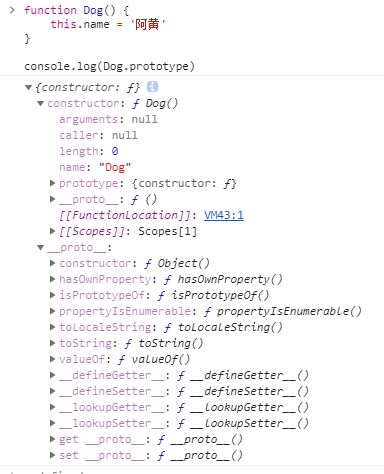 > function Dog() {
this.name = '阿黄'
}
console.log(Dog.prototype)
▼{constructor: ƒ} i
▼constructor: ƒ Dog()
arguments: null
caller: null
length: 0
name: "Dog"
▶prototype: {constructor: ƒ}
▶__proto__: ƒ ()
[[FunctionLocation]]: VM43:1
▶[[Scopes]]: Scopes[1]
▼__proto__:
▶constructor: ƒ Object()
▶hasOwnProperty: ƒ hasOwnProperty()
▶isPrototypeOf: ƒ isPrototypeOf()
▶propertyIsEnumerable: ƒ propertyIsEnumerable()
▶toLocaleString: ƒ toLocaleString()
▶toString: ƒ toString()
▶valueOf: ƒ valueOf()
▶__defineGetter__: ƒ __defineGetter__()
▶__defineSetter__: ƒ __defineSetter__()
▶__lookupGetter__: ƒ __lookupGetter__()
▶__lookupSetter__: ƒ __lookupSetter__()
▶get __proto__: ƒ __proto__()
▶set __proto__: ƒ __proto__()